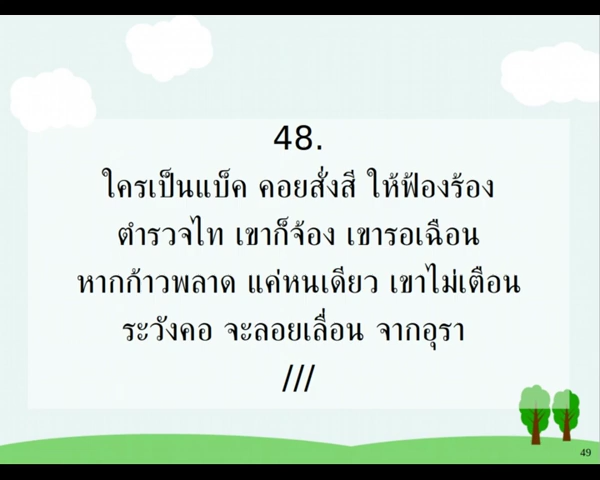 48.
ใครเป็นแบ็ค คอยสั่งสี ให้ฟ้องร้อง
ตำรวจไท เขาก็จ้อง เขารอเฉือน
หากก้าวพลาด แค่หนเดียว เขาไม่เตือน
ระวังคอ จะลอยเลื่อน จากอุรา
///
49